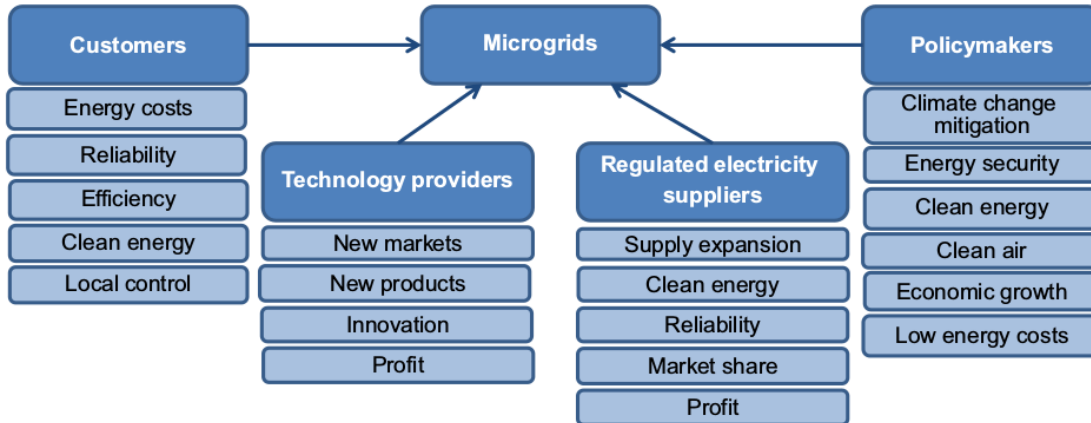 Customers
Microgrids
Policymakers
Energy costs
Reliability
Efficiency
Clean energy
Local control
Technology providers
New markets
New products
Innovation
Profit
Regulated electricity
suppliers
Supply expansion
Clean energy
Reliability
Market share
Profit
Climate change
mitigation
Energy security
Clean energy
Clean air
Economic growth
Low energy costs